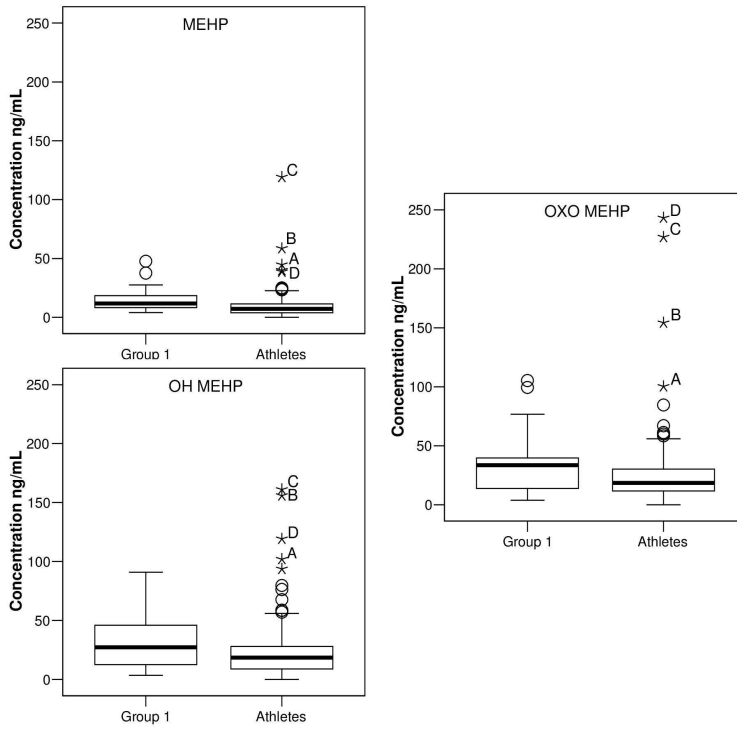 MEHP
Concentration ng/mL
250
200
150
100
50
0
C
B
A
D
Group 1
Athletes
OH MEHP
Concentration ng/mL
250
200
150
100
50
0
C
B
D
A
Group 1
Athletes
OXO MEHP
Concentration ng/mL
250
200
150
100
50
0
D
C
B
A
Group 1
Athletes